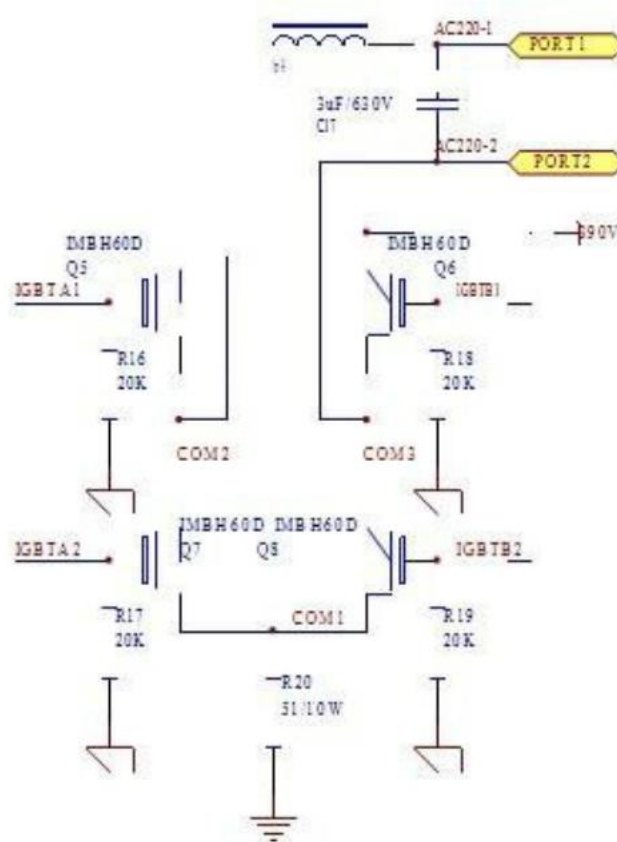 AC220-1
PORT1
3uF/630V
C17
AC220-2
PORT2
IMBH60D
Q5
IMBH60D
Q6
IGBTA1
IGBTB1
R16
20K
R18
20K
COM2
COM3
IMBH60D
Q7
IMBH60D
Q8
IGBTA2
IGBTB2
COM1
R17
20K
R19
20K
R20
51/10W